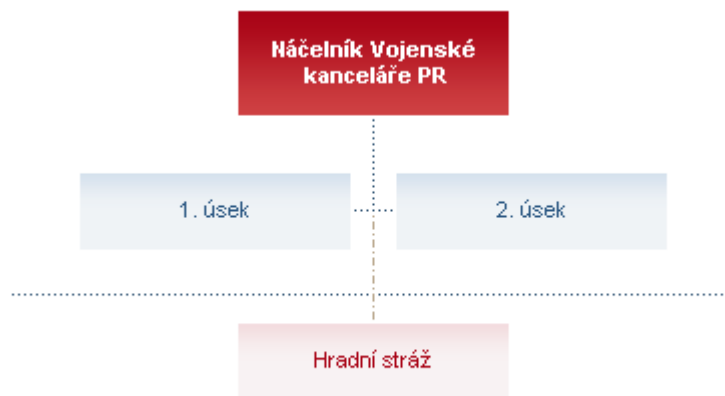 Náčelník Vojenské
kanceláře PR
1. úsek
2. úsek
Hradní stráž